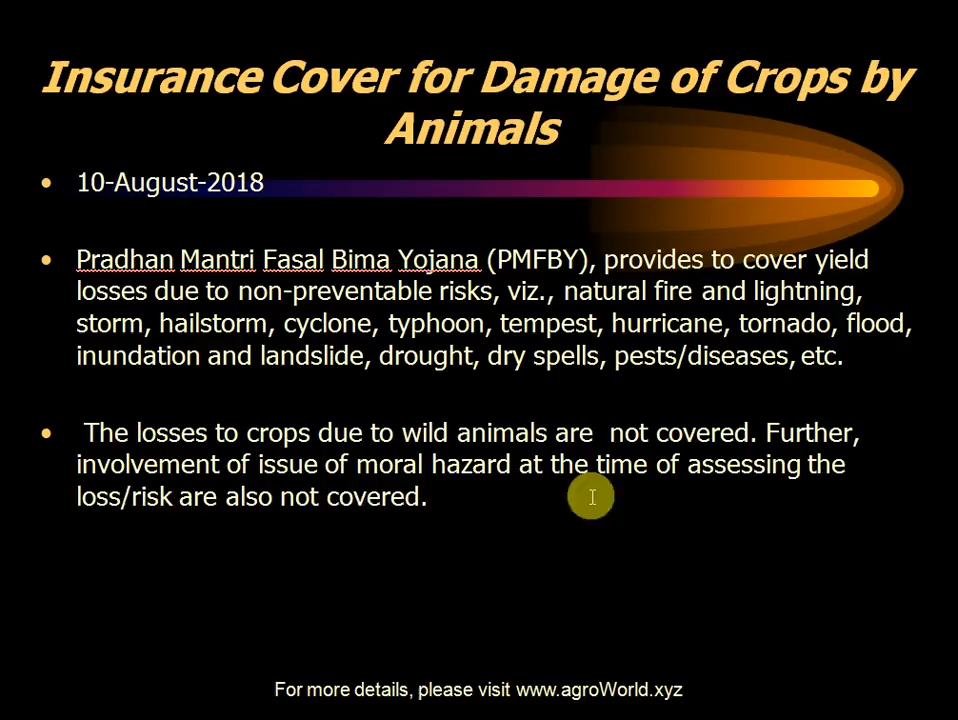 Insurance Cover for Damage of Crops by
Animals
• 10-August-2018
• Pradhan Mantri Fasal Bima Yojana (PMFBY), provides to cover yield
losses due to non-preventable risks, viz., natural fire and lightning,
storm, hailstorm, cyclone, typhoon, tempest, hurricane, tornado, flood,
inundation and landslide, drought, dry spells, pests/diseases, etc.
• The losses to crops due to wild animals are  not covered. Further,
involvement of issue of moral hazard at the time of assessing the
loss/risk are also not covered.
For more details, please visit www.agroWorld.xyz